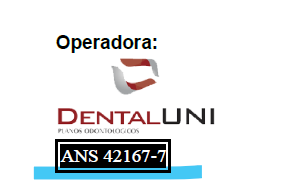 Operadora:
DENTALUNI
PLANOS ODONTOLÓGICOS
ANS 42167-7